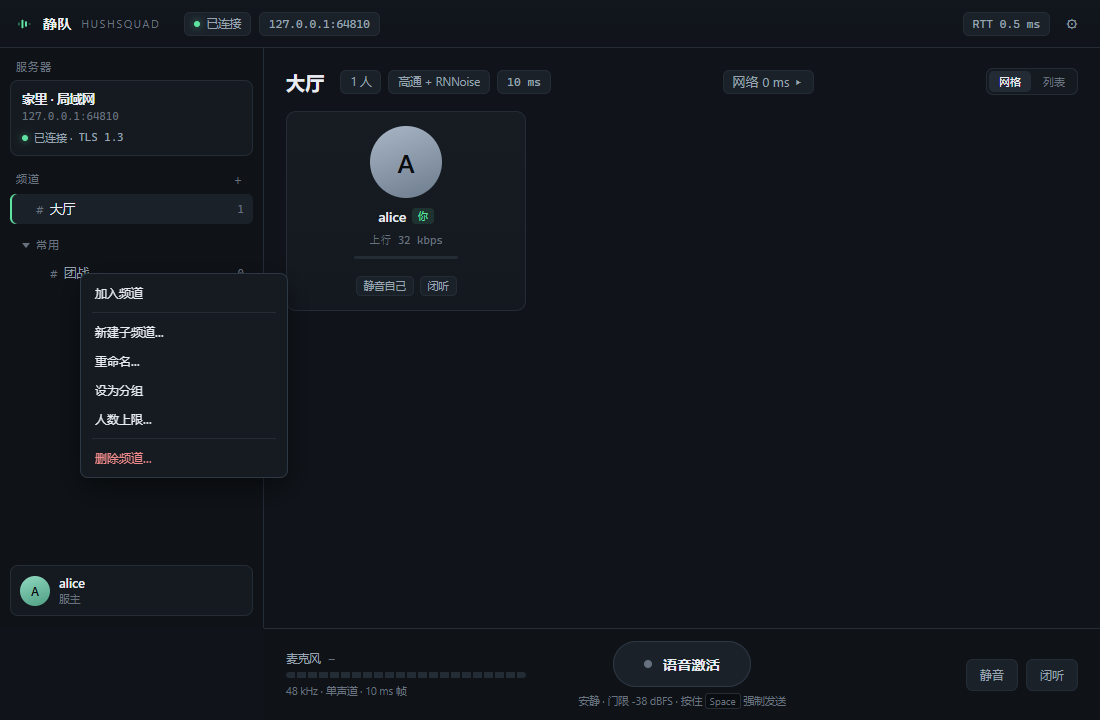 静队 HUSHSQUAD 已连接 127.0.0.1:64810 RTT 0.5 ms
服务器
家里 · 局域网
127.0.0.1:64810
已连接 · TLS 1.3
频道 +
# 大厅 1
常用
# 团战 0
加入频道
新建子频道...
重命名...
设为分组
人数上限...
删除频道...
A alice
服主
大厅 1 人 高通 + RNNoise 10 ms 网络 0 ms ▸ 网格 列表
A
alice 你
上行 32 kbps
静音自己 闭听
麦克风 –
48 kHz · 单声道 · 10 ms 帧
语音激活
安静 · 门限 -38 dBFS · 按住 Space 强制发送
静音 闭听